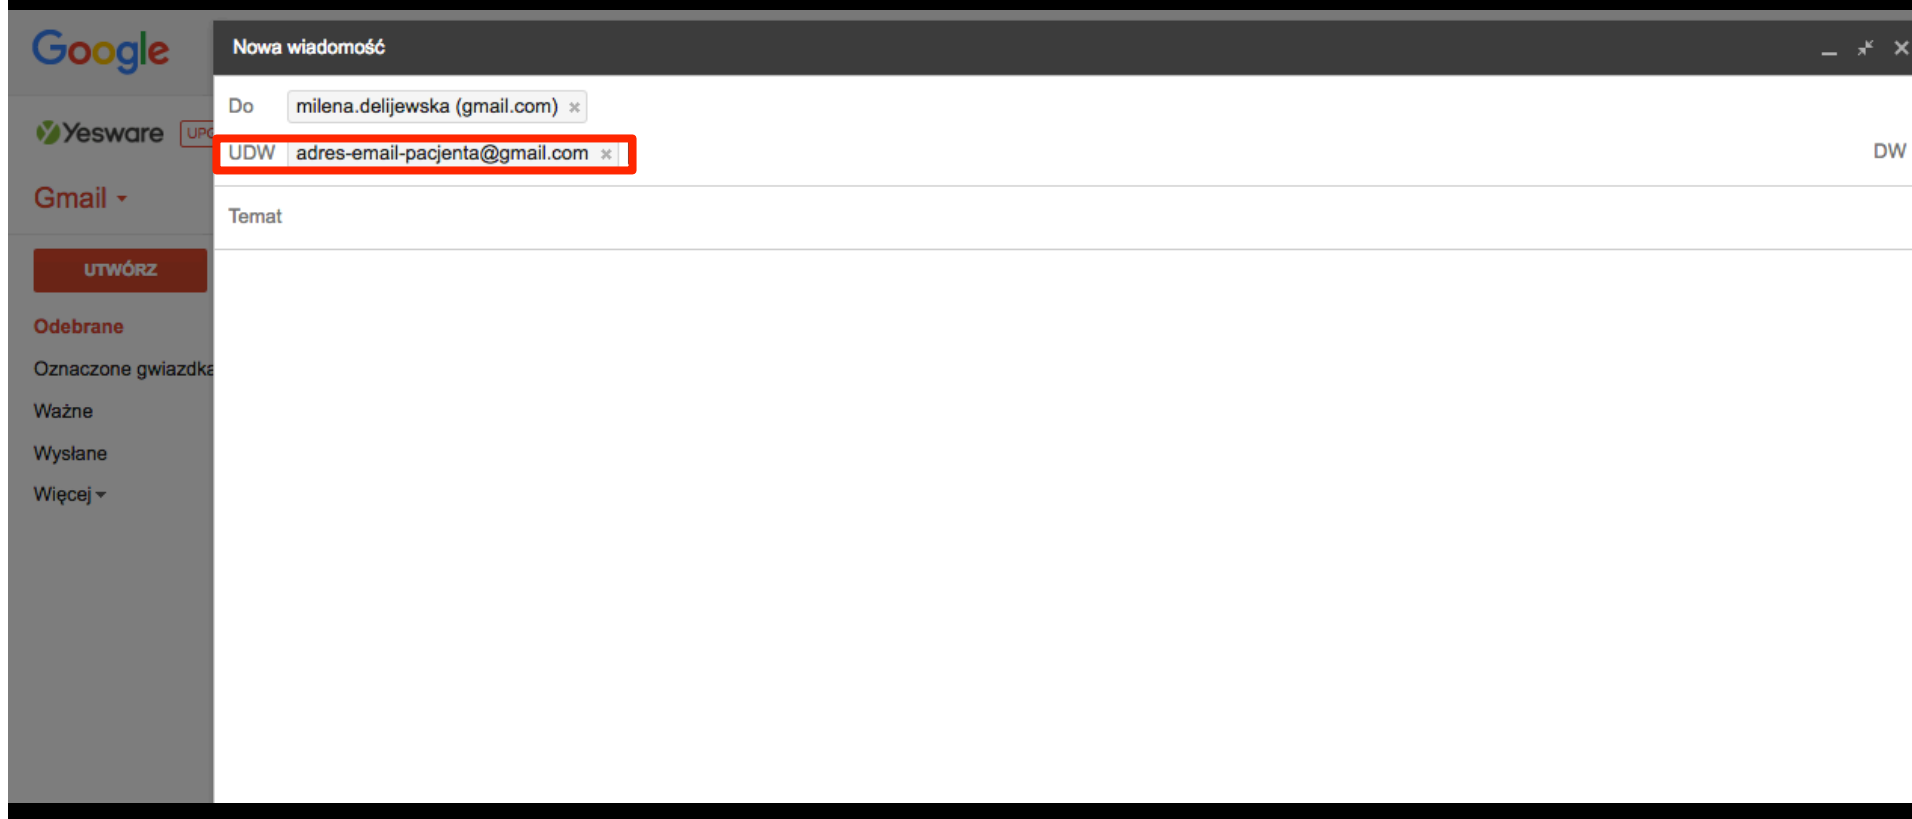 Google
Nowa wiadomość
Do milena.delijewska (gmail.com)
Yesware
UDW adres-email-pacjenta@gmail.com
DW
Gmail
Temat
UTWÓRZ
Odebrane
Oznaczone
Ważne
Wysłane
Więcej